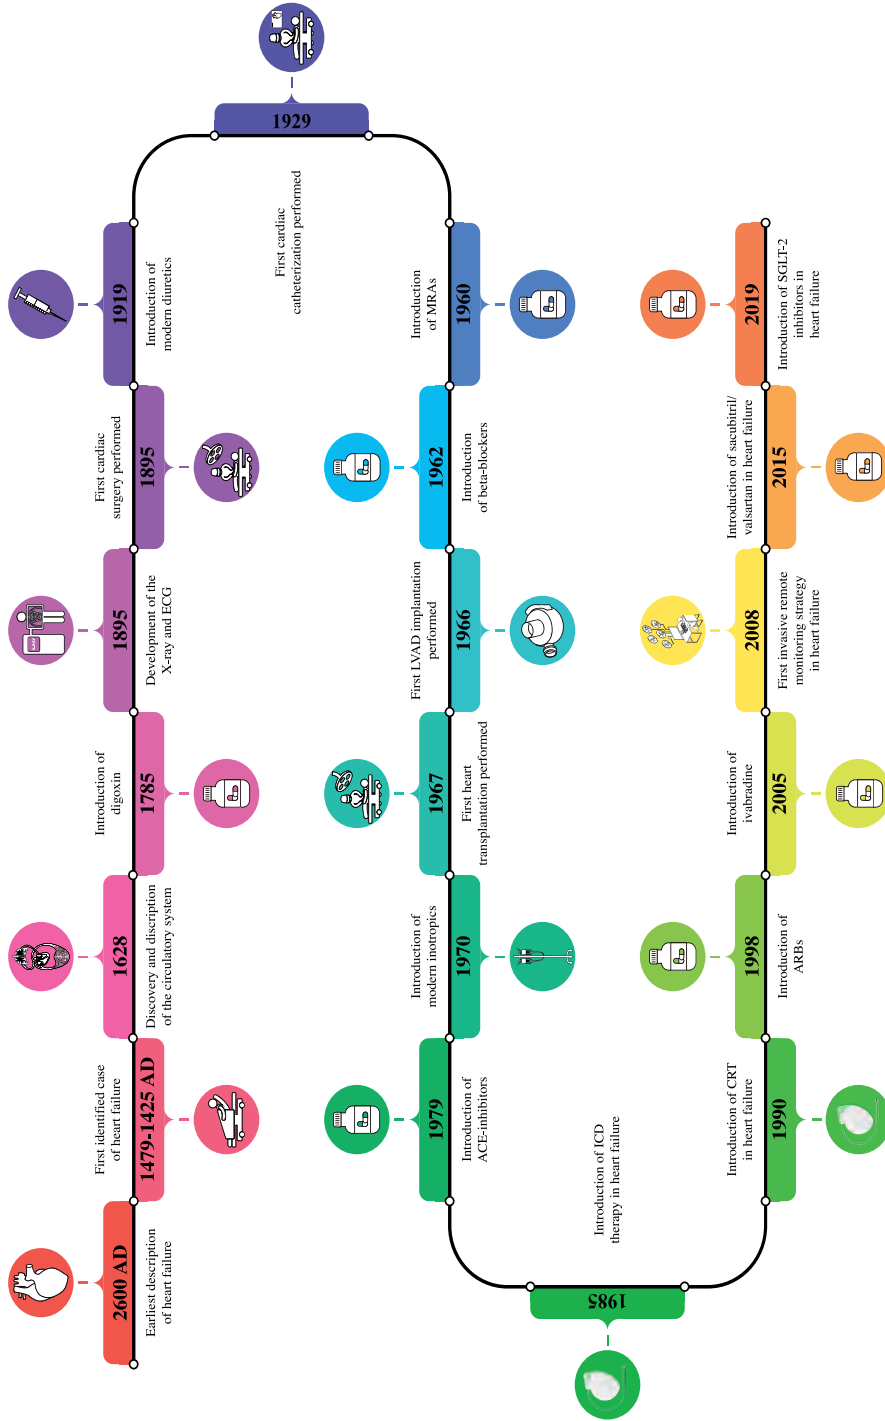 2600 AD
Earliest description
of heart failure
First identified case
of heart failure
1479-1425 AD
1628
Discovery and discription
of the circulatory system
Introduction of
digoxin
1785
1895
Development of the
X-ray and ECG
First cardiac
surgery performed
1895
1919
Introduction of
modern diuretics
1929
First cardiac
catheterization performed
Introduction
of MRAs
1960
1962
Introduction
of beta-blockers
First LVAD implantation
performed
1966
1967
First heart
transplantation performed
Introduction of
modern inotropics
1970
1979
Introduction of
ACE-inhibitors
1985
Introduction of ICD
therapy in heart failure
Introduction of CRT
in heart failure
1990
1998
Introduction of
ARBs
Introduction of
ivabradine
2005
2008
First invasive remote
monitoring strategy
in heart failure
Introduction of sacubitril/
valsartan in heart failure
2015
2019
Introduction of SGLT-2
inhibitors in
heart failure